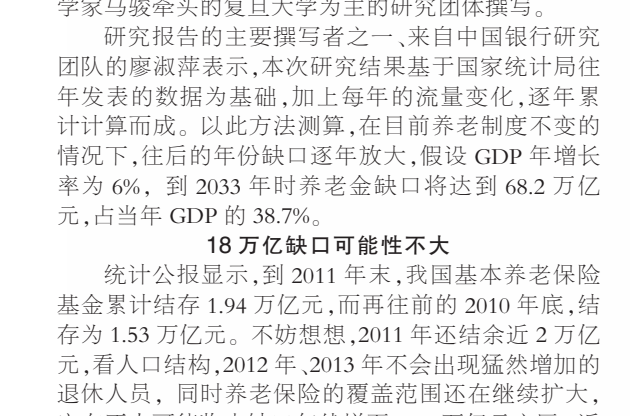 学家马骏牵头的复旦大学为主的研究团体撰写。
研究报告的主要撰写者之一、来自中国银行研究
团队的廖淑萍表示,本次研究结果基于国家统计局往
年发表的数据为基础,加上每年的流量变化,逐年累
计计算而成。以此方法测算,在目前养老制度不变的
情况下,往后的年份缺口逐年放大,假设 GDP 年增长
率为 6%, 到 2033 年时养老金缺口将达到 68.2 万亿
元,占当年 GDP 的 38.7%。
18 万亿缺口可能性不大
统计公报显示,到 2011 年末,我国基本养老保险
基金累计结存 1.94 万亿元,而再往前的 2010 年底,结
存为 1.53 万亿元。不妨想想,2011 年还结余近 2 万亿
元,看人口结构,2012 年、2013 年不会出现猛然增加的
退休人员, 同时养老保险的覆盖范围还在继续扩大,